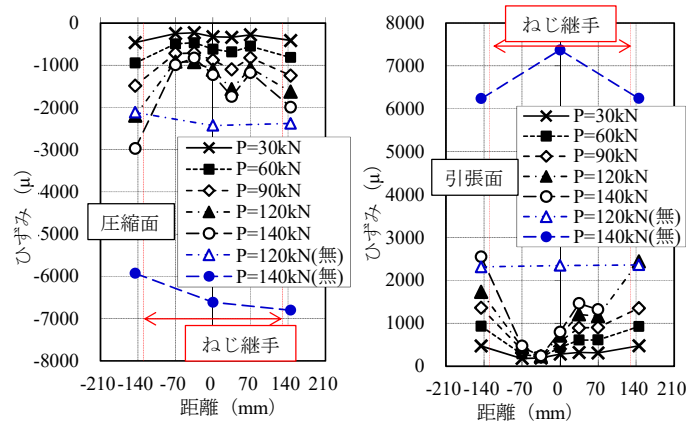 0
-1000
-2000
-3000
-4000
-5000
-6000
-7000
-8000
ひずみ（μ）
-210 -140 -70 0 70 140 210
距離（mm）
圧縮面
P=30kN
P=60kN
P=90kN
P=120kN
P=140kN
P=120kN(無)
P=140kN(無)
ねじ継手
8000
7000
6000
5000
4000
3000
2000
1000
0
ひずみ（μ）
-210 -140 -70 0 70 140 210
距離（mm）
ねじ継手
引張面
P=30kN
P=60kN
P=90kN
P=120kN
P=140kN
P=120kN(無)
P=140kN(無)